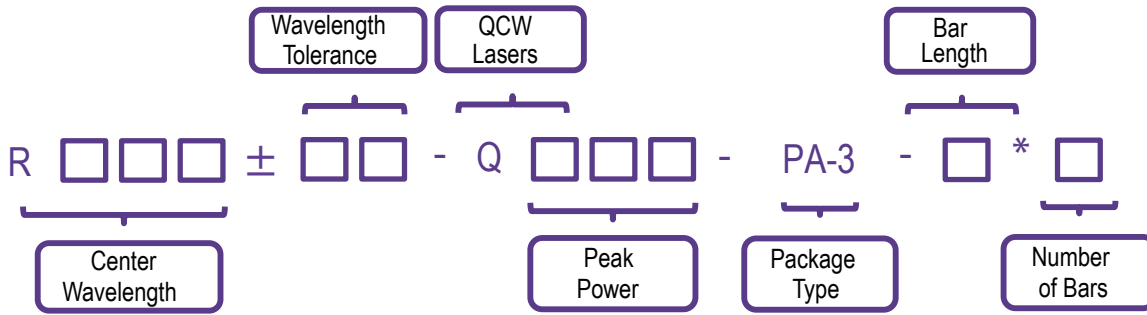 Wavelength
Tolerance
QCW
Lasers
Bar
Length
R □□□ ± □□ - Q □□□ - PA-3 - □ * □
Center
Wavelength
Peak
Power
Package
Type
Number
of Bars